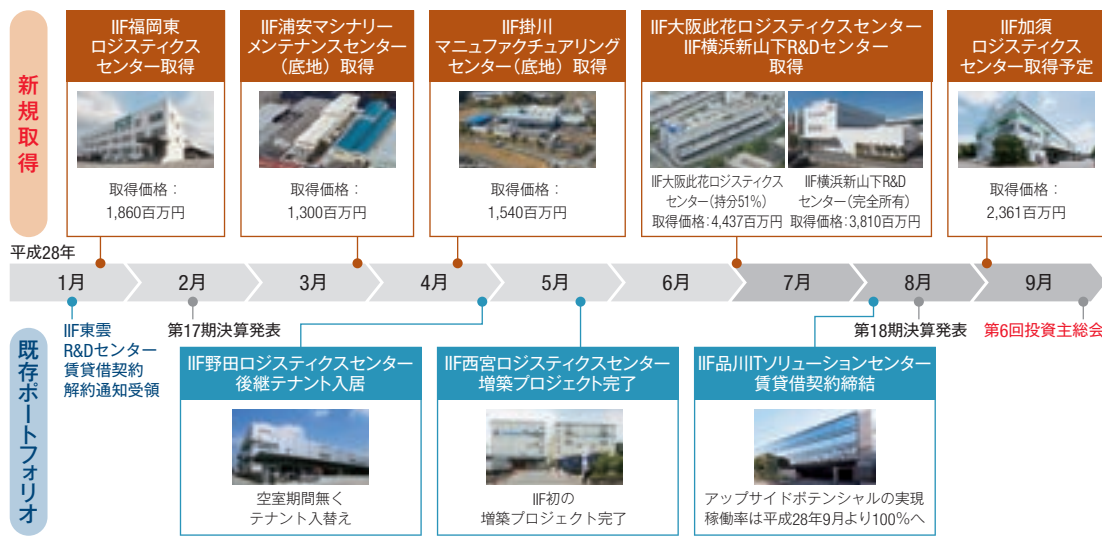 新規取得
IIF福岡東
ロジスティクス
センター取得
取得価格：
1,860百万円
IIF浦安マシナリー
メンテナンスセンター
（底地）取得
取得価格：
1,300百万円
IIF掛川
マニュファクチュアリング
センター（底地）取得
取得価格：
1,540百万円
IIF大阪此花ロジスティクスセンター
IIF横浜新山下R&Dセンター
取得
IIF大阪此花ロジスティクス
センター（持分51%）
取得価格：4,437百万円
IIF横浜新山下R&D
センター（完全所有）
取得価格：3,810百万円
IIF加須
ロジスティクス
センター取得予定
取得価格：
2,361百万円
平成28年
1月
2月
3月
4月
5月
6月
7月
8月
9月
既存ポートフォリオ
IIF東雲
R&Dセンター
賃貸借契約
解約通知受領
第17期決算発表
第18期決算発表
第6回投資主総会
IIF野田ロジスティクスセンター
後継テナント入居
空室期間無く
テナント入替え
IIF西宮ロジスティクスセンター
増築プロジェクト完了
IIF初の
増築プロジェクト完了
IIF品川ITソリューションセンター
賃貸借契約締結
アップサイドポテンシャルの実現
稼働率は平成28年9月より100%へ